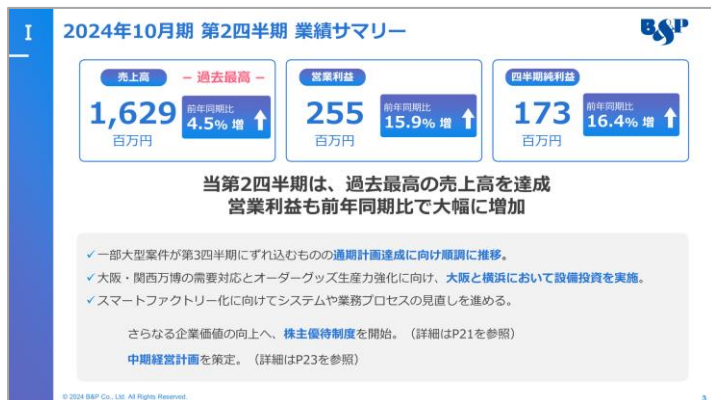 I
2024年10月期 第2四半期 業績サマリー
B&P
売上高
－ 過去最高 －
1,629
百万円
前年同期比
4.5% 増
営業利益
255
百万円
前年同期比
15.9% 増
四半期純利益
173
百万円
前年同期比
16.4% 増
当第2四半期は、過去最高の売上高を達成
営業利益も前年同期比で大幅に増加
✓一部大型案件が第3四半期にずれ込むものの通期計画達成に向け順調に推移。
✓大阪・関西万博の需要対応とオーダーグッズ生産力強化に向け、大阪と横浜において設備投資を実施。
✓スマートファクトリー化に向けてシステムや業務プロセスの見直しを進める。
さらなる企業価値の向上へ、株主優待制度を開始。（詳細はP21を参照）
中期経営計画を策定。（詳細はP23を参照）
© 2024 B&P Co., Ltd. All Rights Reserved.
3